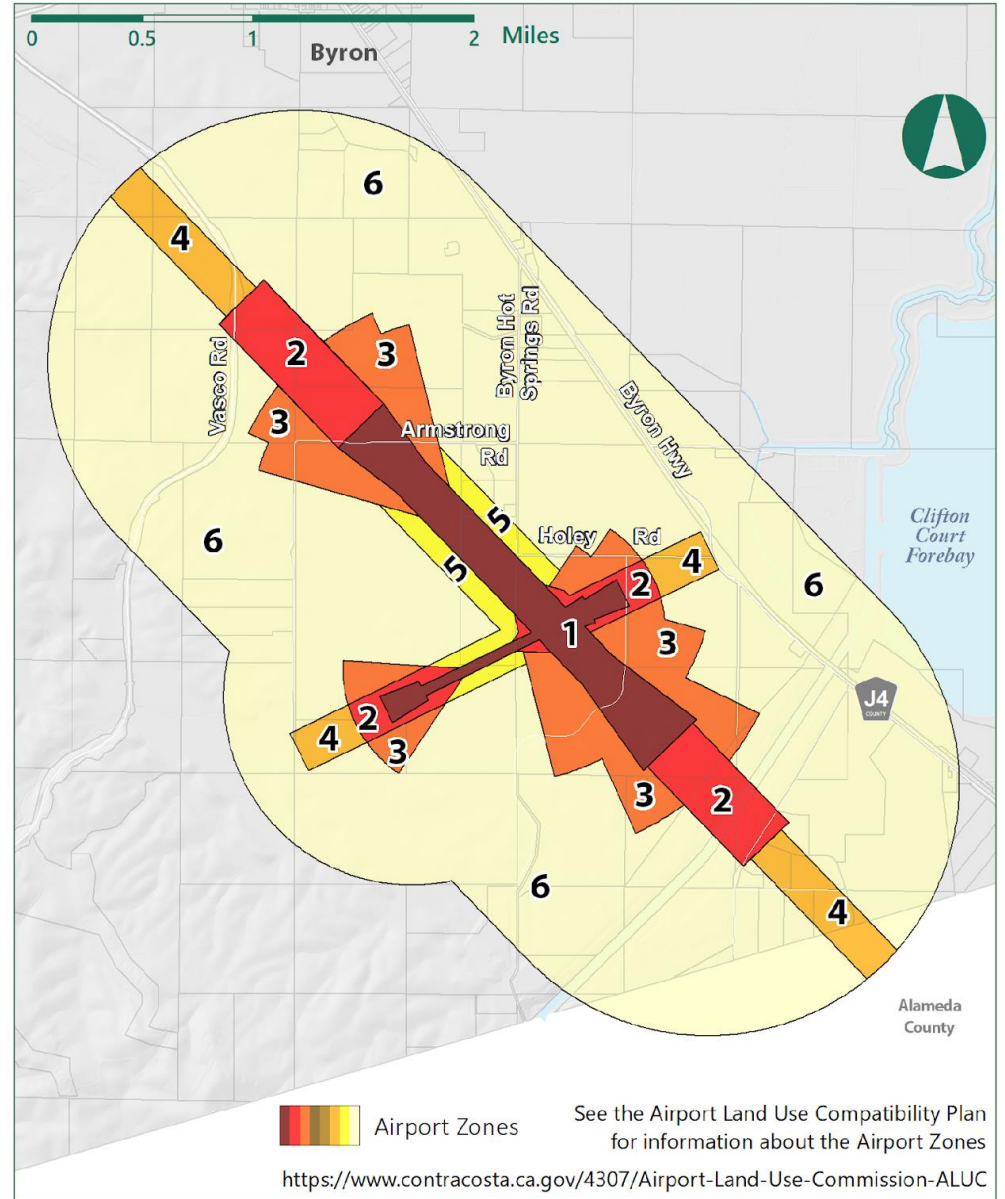 0 0.5 1 2 Miles
Byron
6
4
Byron Hot
Springs Rd
Vasco Rd
2
3
3
Byron Hwy
Armstrong
Rd
5
Holey Rd
Clifton
Court
Forebay
6
5
4
2
6
1
3
2
4
3
J4
COUNTY
3
2
6
4
Alameda
County
Airport Zones
See the Airport Land Use Compatibility Plan
for information about the Airport Zones
https://www.contracosta.ca.gov/4307/Airport-Land-Use-Commission-ALUC